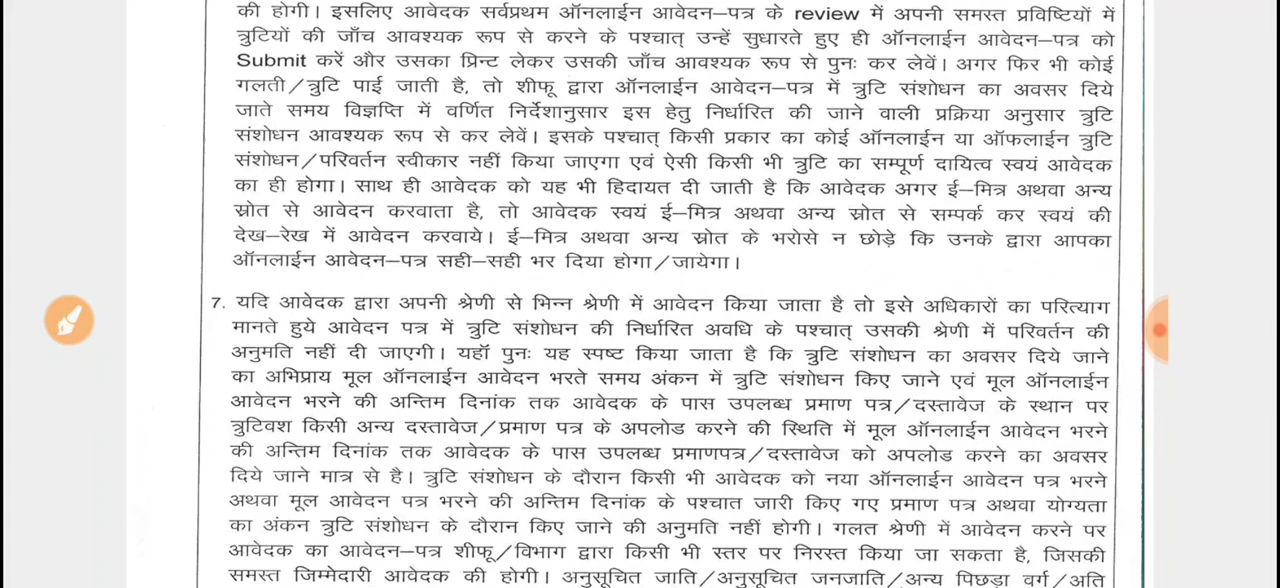 की होगी। इसलिए आवेदक सर्वप्रथम ऑनलाईन आवेदन–पत्र के review में अपनी समस्त प्रविष्टियों में
त्रुटियों की जॉंच आवश्यक रूप से करने के पश्चात् उन्हें सुधारते हुए ही ऑनलाईन आवेदन–पत्र को
Submit करें और उसका प्रिन्ट लेकर उसकी जॉंच आवश्यक रूप से पुनः कर लेवें। अगर फिर भी कोई
गलती/त्रुटि पाई जाती है, तो शीफू द्वारा ऑनलाईन आवेदन–पत्र में त्रुटि संशोधन का अवसर दिये
जाते समय विज्ञप्ति में वर्णित निर्देशानुसार इस हेतु निर्धारित की जाने वाली प्रक्रिया अनुसार त्रुटि
संशोधन आवश्यक रूप से कर लेवें। इसके पश्चात् किसी प्रकार का कोई ऑनलाईन या ऑफलाईन त्रुटि
संशोधन/परिवर्तन स्वीकार नहीं किया जाएगा एवं ऐसी किसी भी त्रुटि का सम्पूर्ण दायित्व स्वयं आवेदक
का ही होगा। साथ ही आवेदक को यह भी हिदायत दी जाती है कि आवेदक अगर ई–मित्र अथवा अन्य
स्रोत से आवेदन करवाता है, तो आवेदक स्वयं ई–मित्र अथवा अन्य स्रोत से सम्पर्क कर स्वयं की
देख–रेख में आवेदन करवाये। ई–मित्र अथवा अन्य स्रोत के भरोसे न छोड़े कि उनके द्वारा आपका
ऑनलाईन आवेदन–पत्र सही–सही भर दिया होगा/जायेगा।
7. यदि आवेदक द्वारा अपनी श्रेणी से भिन्न श्रेणी में आवेदन किया जाता है तो इसे अधिकारों का परित्याग
मानते हुये आवेदन पत्र में त्रुटि संशोधन की निर्धारित अवधि के पश्चात् उसकी श्रेणी में परिवर्तन की
अनुमति नहीं दी जाएगी। यहॉं पुनः यह स्पष्ट किया जाता है कि त्रुटि संशोधन का अवसर दिये जाने
का अभिप्राय मूल ऑनलाईन आवेदन भरते समय अंकन में त्रुटि संशोधन किए जाने एवं मूल ऑनलाईन
आवेदन भरने की अन्तिम दिनांक तक आवेदक के पास उपलब्ध प्रमाण पत्र/दस्तावेज के स्थान पर
त्रुटिवश किसी अन्य दस्तावेज/प्रमाण पत्र के अपलोड करने की स्थिति में मूल ऑनलाईन आवेदन भरने
की अन्तिम दिनांक तक आवेदक के पास उपलब्ध प्रमाणपत्र/दस्तावेज को अपलोड करने का अवसर
दिये जाने मात्र से है। त्रुटि संशोधन के दौरान किसी भी आवेदक को नया ऑनलाईन आवेदन पत्र भरने
अथवा मूल आवेदन पत्र भरने की अन्तिम दिनांक के पश्चात जारी किए गए प्रमाण पत्र अथवा योग्यता
का अंकन त्रुटि संशोधन के दौरान किए जाने की अनुमति नहीं होगी। गलत श्रेणी में आवेदन करने पर
आवेदक का आवेदन–पत्र शीफू/विभाग द्वारा किसी भी स्तर पर निरस्त किया जा सकता है, जिसकी
समस्त जिम्मेदारी आवेदक की होगी। अनुसूचित जाति/अनुसूचित जनजाति/अन्य पिछड़ा वर्ग/अति